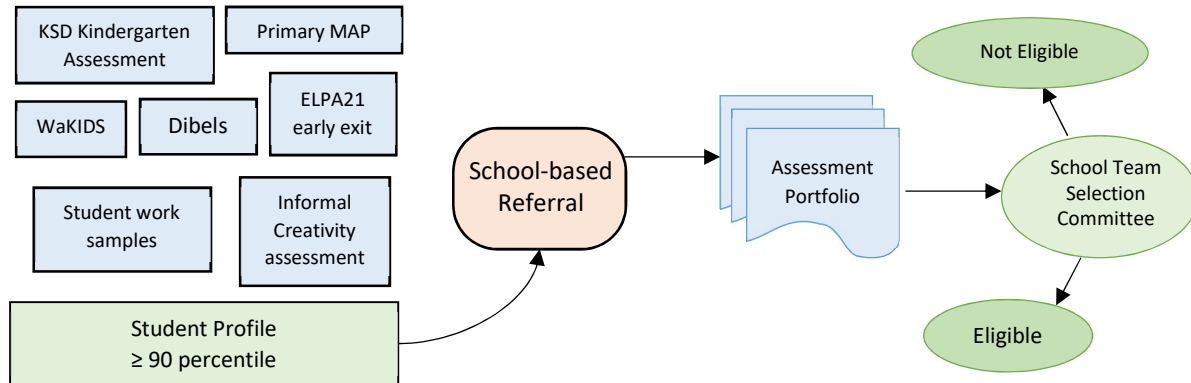 KSD Kindergarten
Assessment
Primary MAP
WaKIDS
Dibels
ELPA21
early exit
Student work
samples
Informal
Creativity
assessment
Student Profile
≥ 90 percentile
School-based
Referral
Assessment
Portfolio
Not Eligible
School Team
Selection
Committee
Eligible